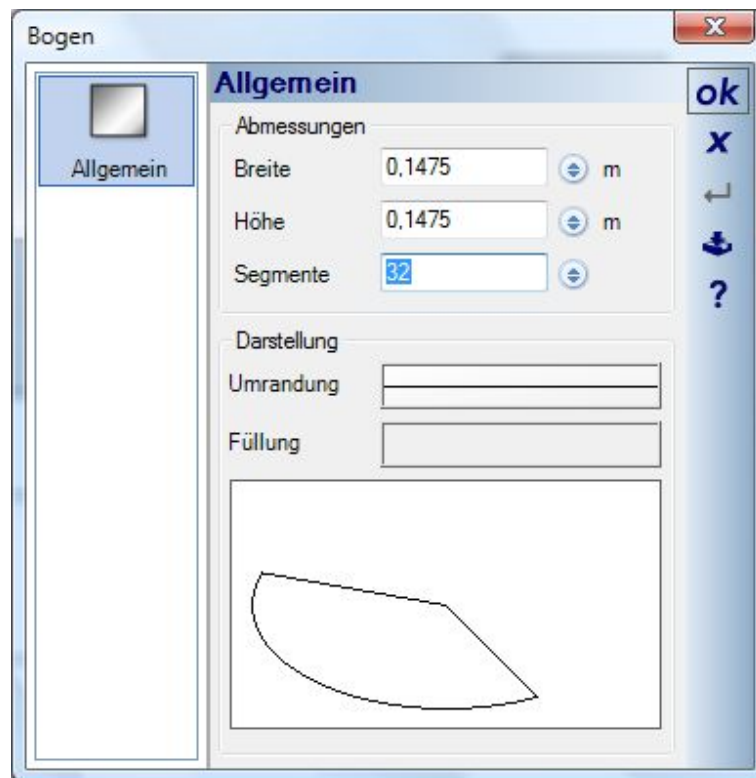 Bogen
Allgemein
Allgemein
Abmessungen
Breite 0,1475 m
Höhe 0,1475 m
Segmente 32
Darstellung
Umrandung
Füllung
ok
x
?